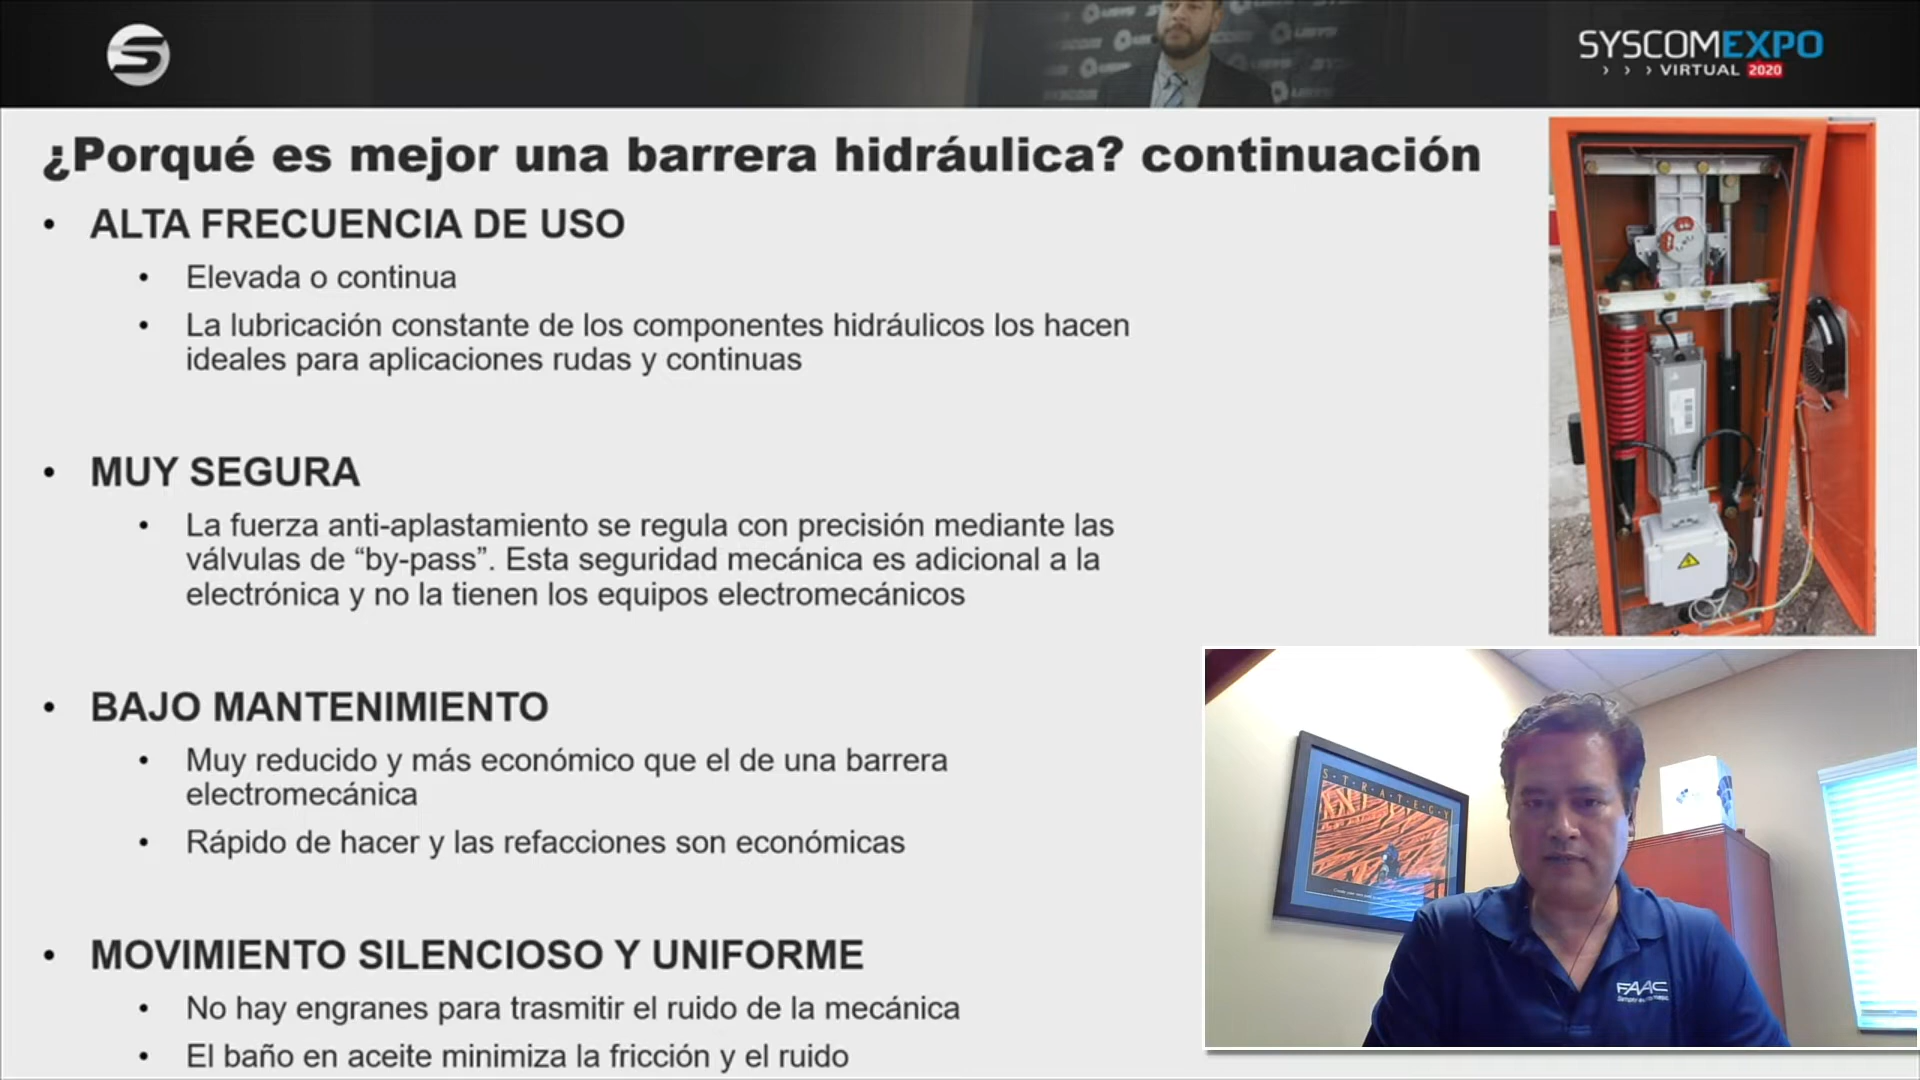 SYSCOMEXPO
› › › VIRTUAL 2020
¿Porqué es mejor una barrera hidráulica? continuación
• ALTA FRECUENCIA DE USO
• Elevada o continua
• La lubricación constante de los componentes hidráulicos los hacen
ideales para aplicaciones rudas y continuas
• MUY SEGURA
• La fuerza anti-aplastamiento se regula con precisión mediante las
válvulas de “by-pass”. Esta seguridad mecánica es adicional a la
electrónica y no la tienen los equipos electromecánicos
• BAJO MANTENIMIENTO
• Muy reducido y más económico que el de una barrera
electromecánica
• Rápido de hacer y las refacciones son económicas
• MOVIMIENTO SILENCIOSO Y UNIFORME
• No hay engranes para trasmitir el ruido de la mecánica
• El baño en aceite minimiza la fricción y el ruido
S·T·R·A·T·E·G·Y
FAAC